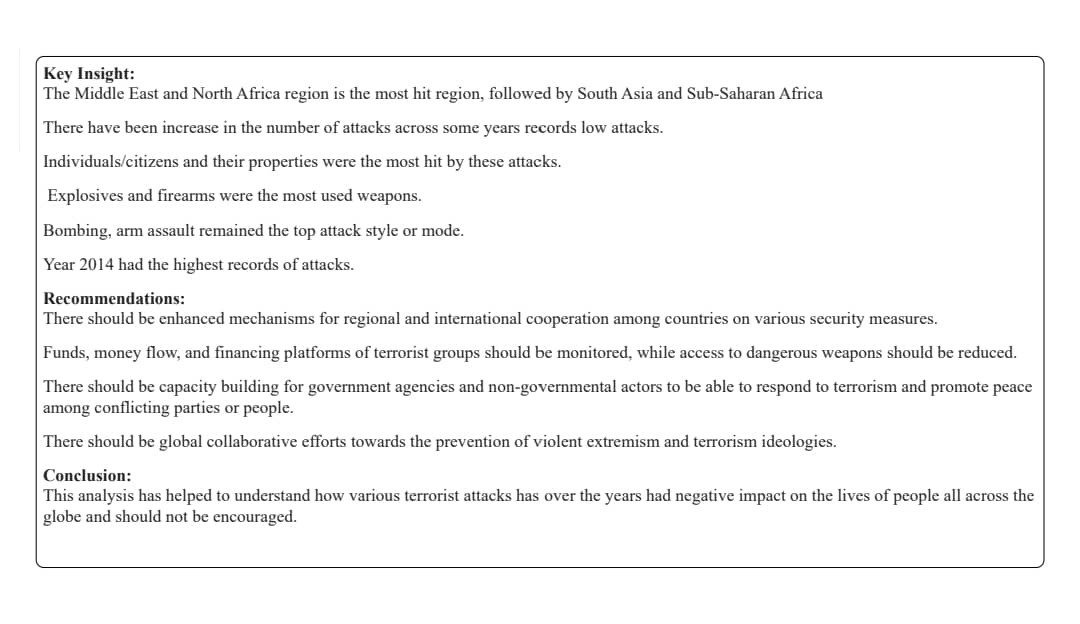 Key Insight:
The Middle East and North Africa region is the most hit region, followed by South Asia and Sub-Saharan Africa
There have been increase in the number of attacks across some years records low attacks.
Individuals/citizens and their properties were the most hit by these attacks.
Explosives and firearms were the most used weapons.
Bombing, arm assault remained the top attack style or mode.
Year 2014 had the highest records of attacks.
Recommendations:
There should be enhanced mechanisms for regional and international cooperation among countries on various security measures.
Funds, money flow, and financing platforms of terrorist groups should be monitored, while access to dangerous weapons should be reduced.
There should be capacity building for government agencies and non-governmental actors to be able to respond to terrorism and promote peace
among conflicting parties or people.
There should be global collaborative efforts towards the prevention of violent extremism and terrorism ideologies.
Conclusion:
This analysis has helped to understand how various terrorist attacks has over the years had negative impact on the lives of people all across the
globe and should not be encouraged.